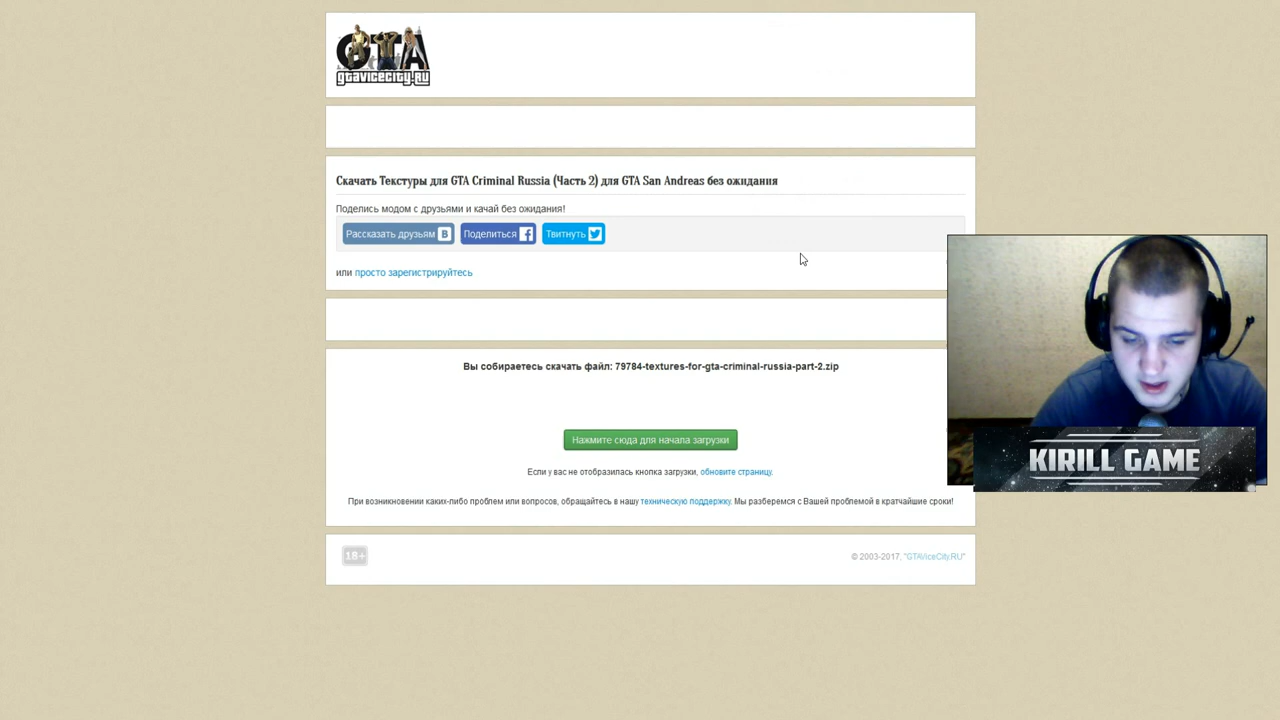 GTA
gtavicecity.ru
Скачать Текстуры для GTA Criminal Russia (Часть 2) для GTA San Andreas без ожидания
Поделись модом с друзьями и качай без ожидания!
Рассказать друзьям В Поделиться f Твитнуть
или просто зарегистрируйтесь
Вы собираетесь скачать файл: 79784-textures-for-gta-criminal-russia-part-2.zip
Нажмите сюда для начала загрузки
KIRILL GAME
Если у вас не отобразилась кнопка загрузки, обновите страницу.
При возникновении каких-либо проблем или вопросов, обращайтесь в нашу техническую поддержку. Мы разберемся с Вашей проблемой в кратчайшие сроки!
18+
© 2003-2017, "GTAViceCity.RU"